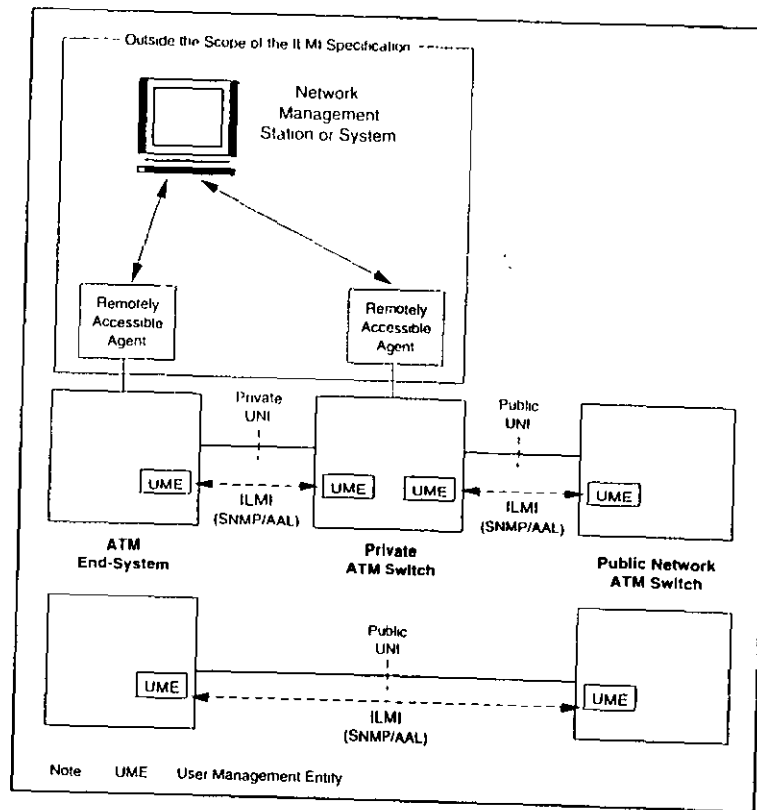 Outside the Scope of the ILMI Specification
Network
Management
Station or System
Remotely
Accessible
Agent
Remotely
Accessible
Agent
Private
UNI
Public
UNI
UME
UME
UME
UME
ILMI
(SNMP/AAL)
ILMI
(SNMP/AAL)
ATM
End-System
Private
ATM Switch
Public Network
ATM Switch
Public
UNI
UME
UME
ILMI
(SNMP/AAL)
Note UME User Management Entity